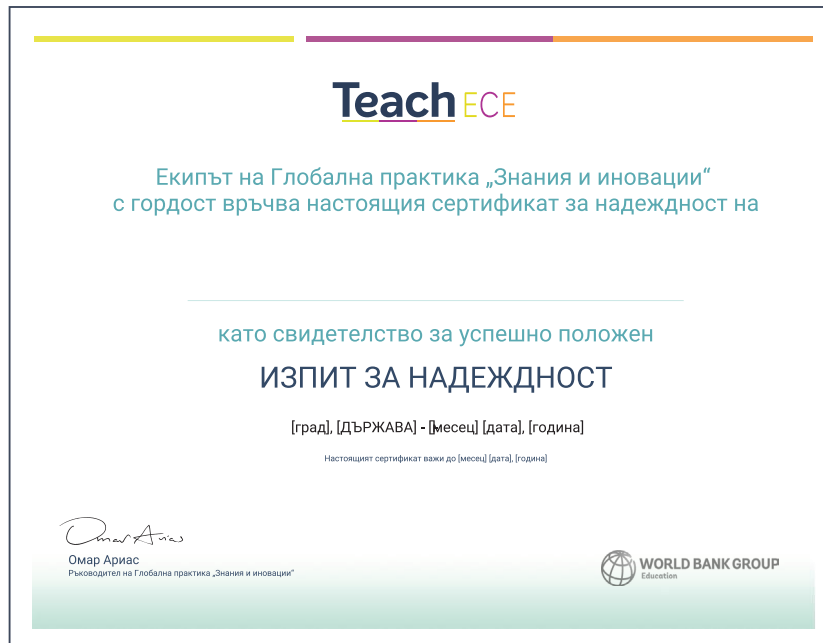 Teach ECE
Екипът на Глобална практика „Знания и иновации“
с гордост връчва настоящия сертификат за надеждност на
като свидетелство за успешно положен
ИЗПИТ ЗА НАДЕЖДНОСТ
[град], [ДЪРЖАВА] - [месец] [дата], [година]
Настоящият сертификат важи до [месец] [дата], [година]
Omar Arias
Омар Ариас
Ръководител на Глобална практика „Знания и иновации“
WORLD BANK GROUP
Education